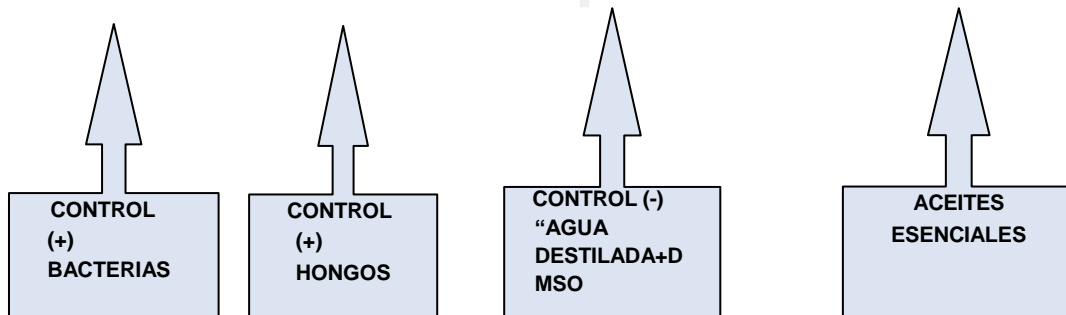 CONTROL
(+)
BACTERIAS
CONTROL
(+)
HONGOS
CONTROL (-)
“AGUA
DESTILADA+D
MSO
ACEITES
ESENCIALES